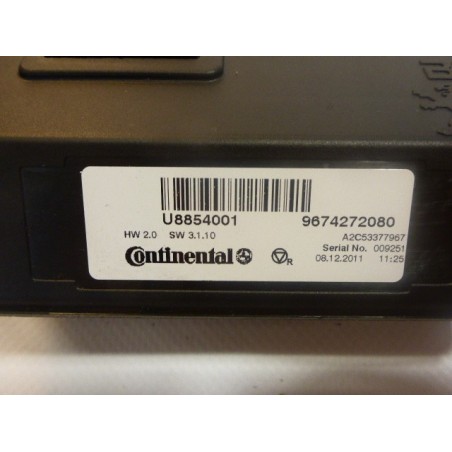 U8854001 9674272080
HW 2.0 SW 3.1.10 A2C53377967
Continental R Serial No. 009251
08.12.2011 11:25